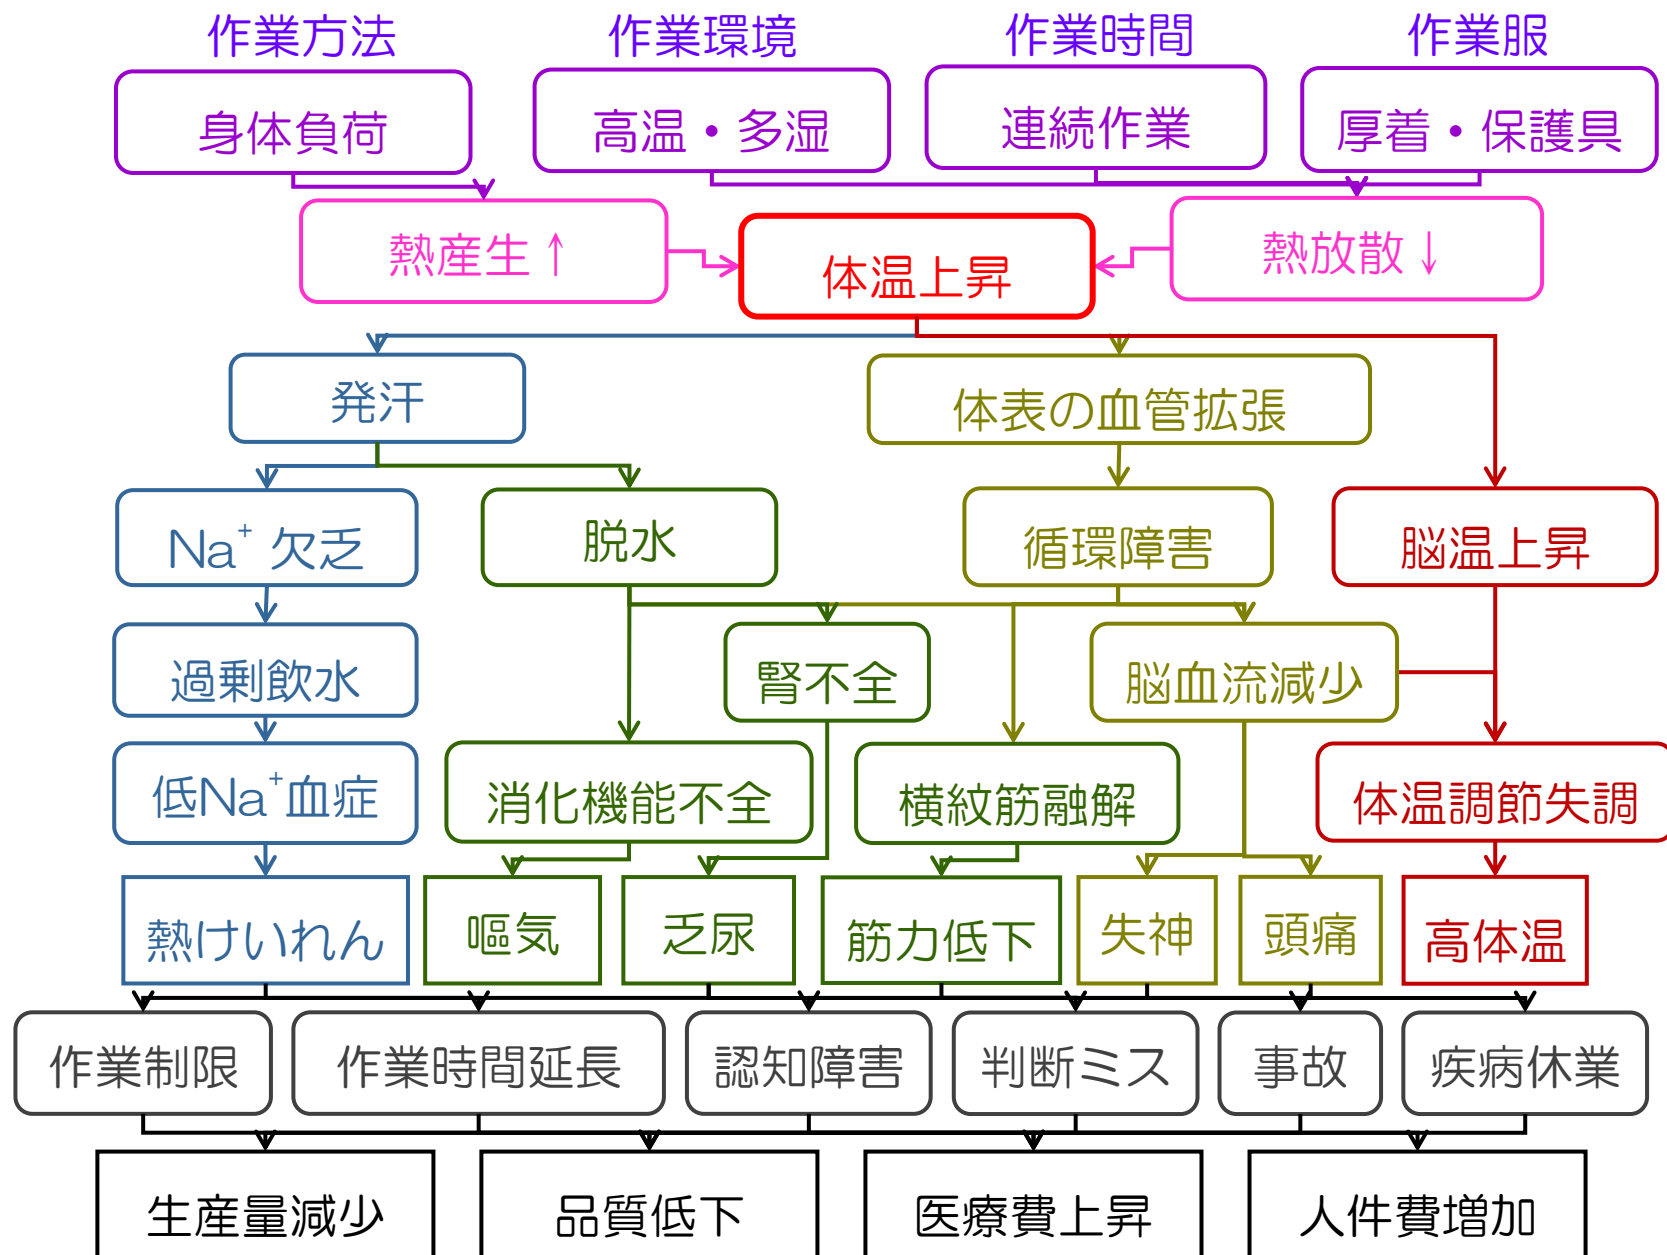 作業方法
作業環境
作業時間
作業服
身体負荷
高温・多湿
連続作業
厚着・保護具
熱産生↑
体温上昇
熱放散↓
発汗
体表の血管拡張
Na⁺ 欠乏
脱水
循環障害
脳温上昇
過剰飲水
腎不全
脳血流減少
低Na⁺血症
消化機能不全
横紋筋融解
体温調節失調
熱けいれん
嘔気
乏尿
筋力低下
失神
頭痛
高体温
作業制限
作業時間延長
認知障害
判断ミス
事故
疾病休業
生産量減少
品質低下
医療費上昇
人件費増加